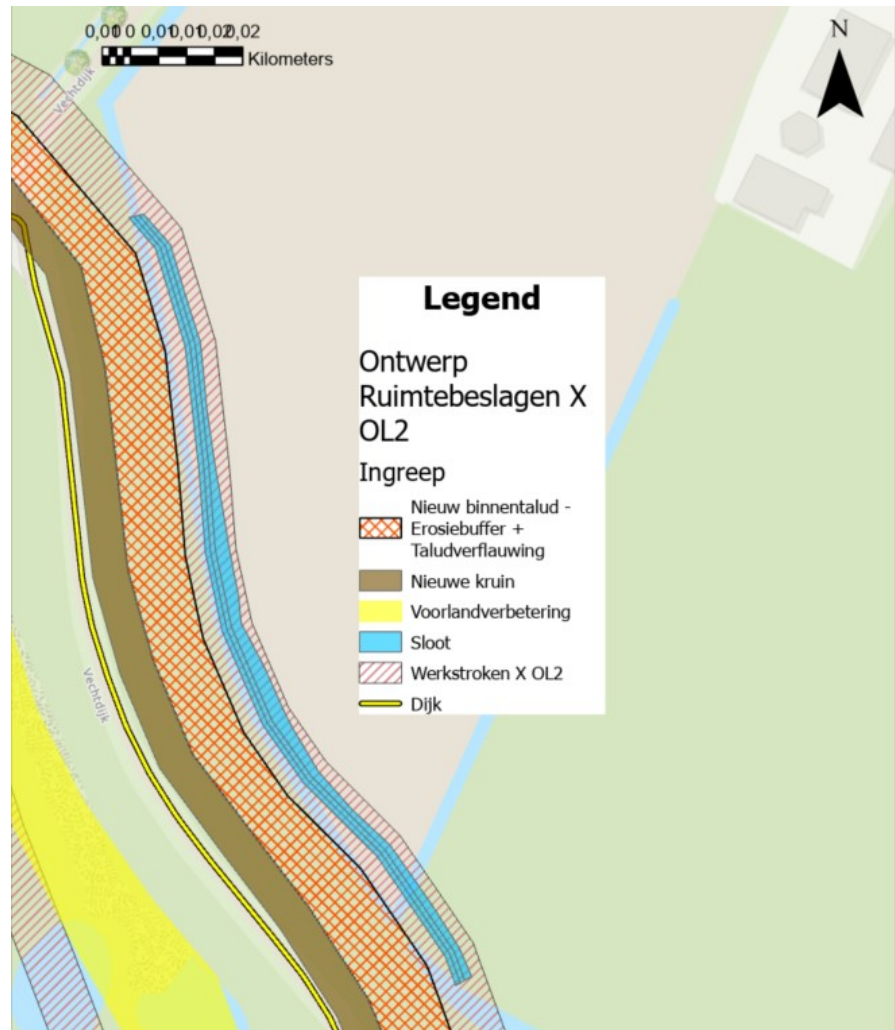 0,01 0 0,01 0,01 0,02 0,02
Kilometers
N
Vechtdijk
Legend
Ontwerp
Ruimtebeslagen X
OL2
Ingreep
Nieuw binnentalud -
Erosiebuffer +
Taludverflauwing
Nieuwe kruin
Voorlandverbetering
Sloot
Werkstroken X OL2
Dijk
Vechtdijk